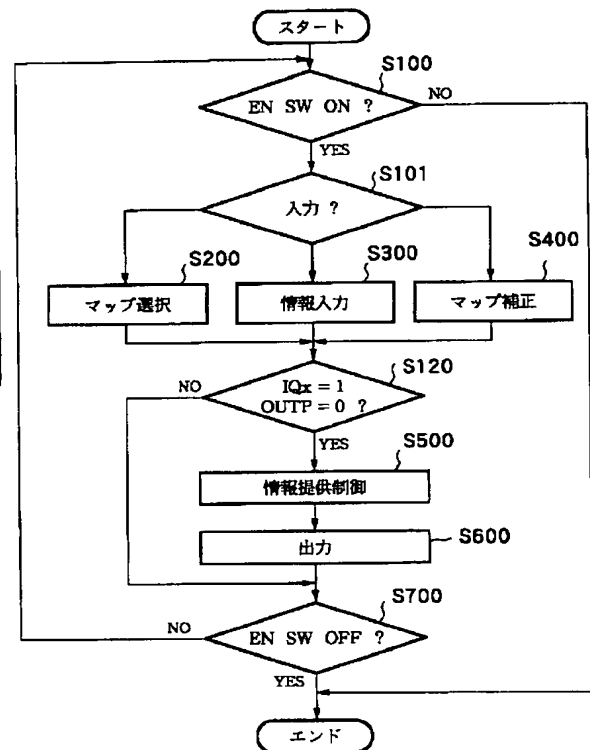 スタート
S100
EN SW ON ?
NO
YES
S101
入力 ?
S200
S300
S400
マップ選択
情報入力
マップ補正
S120
NO
IQx = 1
OUTP = 0 ?
YES
S500
情報提供制御
S600
出力
S700
NO
EN SW OFF ?
YES
エンド